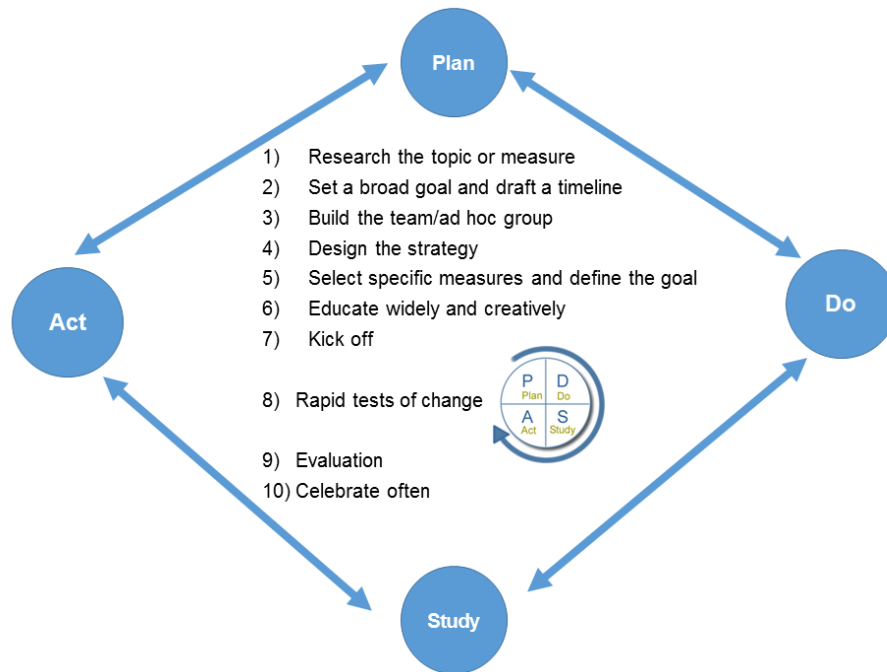 Plan
1) Research the topic or measure
2) Set a broad goal and draft a timeline
3) Build the team/ad hoc group
4) Design the strategy
5) Select specific measures and define the goal
6) Educate widely and creatively
7) Kick off
Act
Do
8) Rapid tests of change
P D
Plan Do
A S
Act Study
9) Evaluation
10) Celebrate often
Study